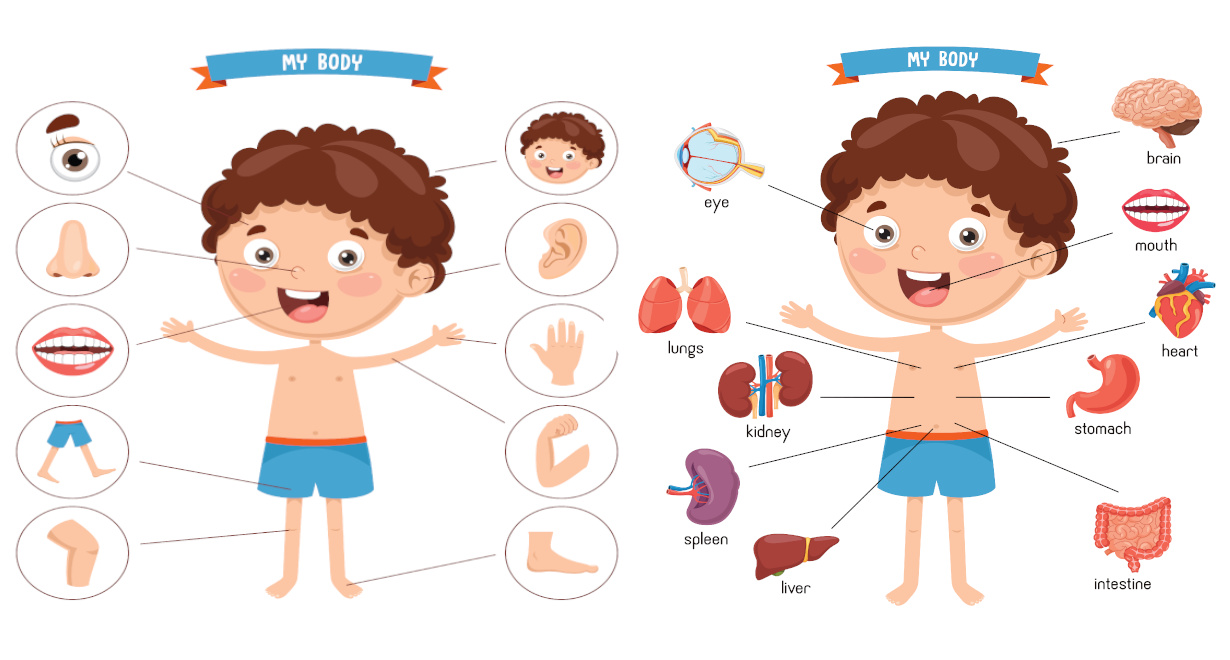 MY BODY
MY BODY
brain
eye
mouth
lungs
heart
kidney
stomach
spleen
liver
intestine